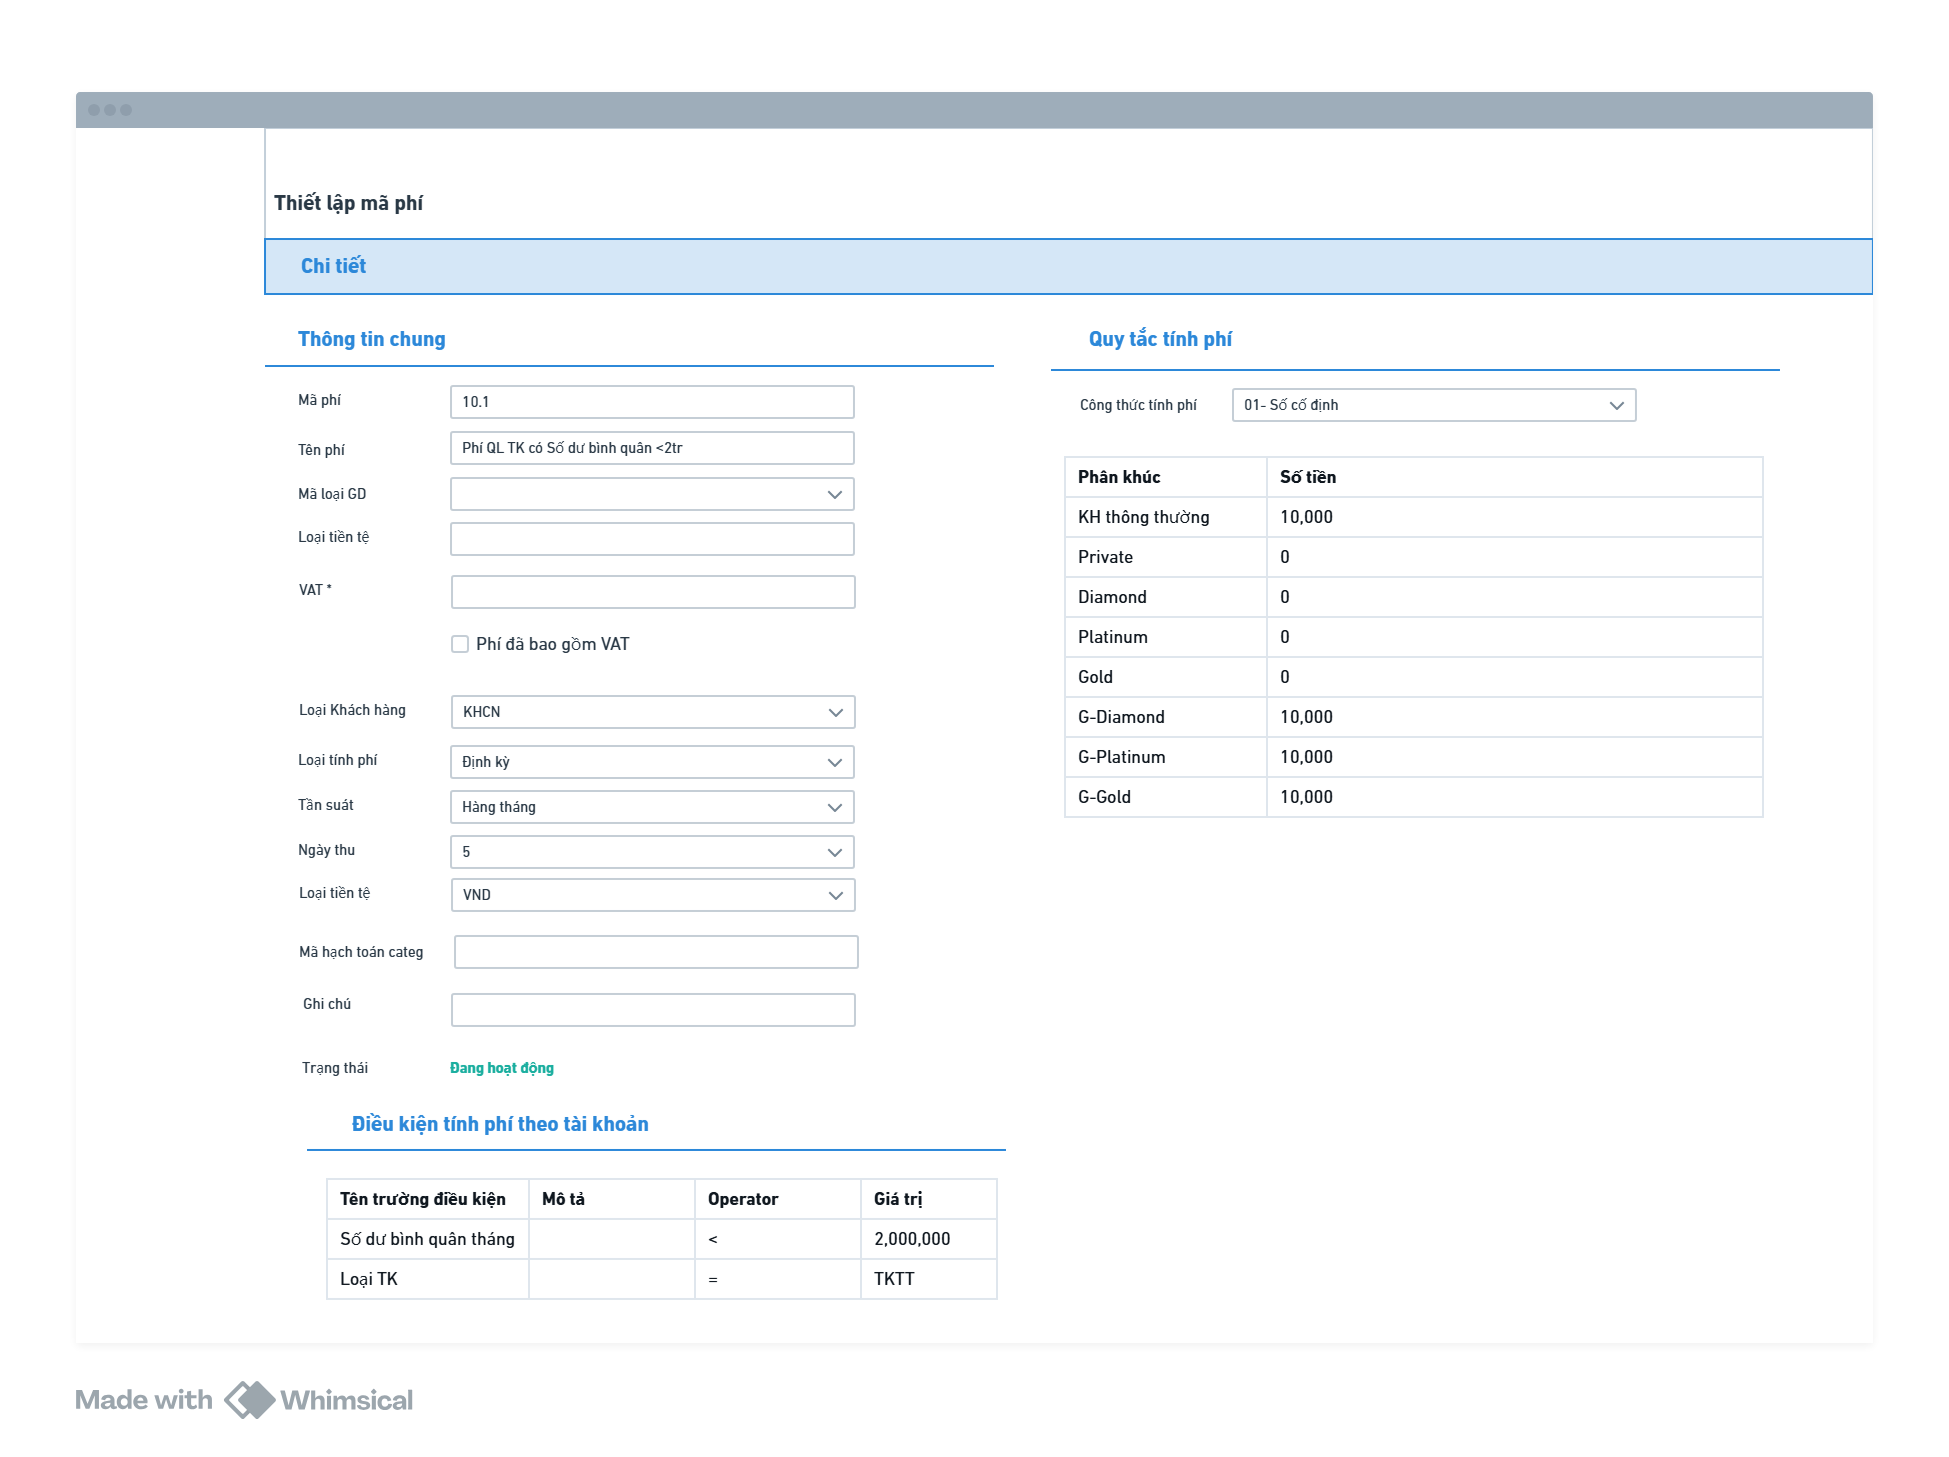 Thiết lập mã phí
Chi tiết
Thông tin chung
Mã phí 10.1
Tên phí Phí QL TK có Số dư bình quân <2tr
Mã loại GD
Loại tiền tệ
VAT *
Phí đã bao gồm VAT
Loại Khách hàng KHCN
Loại tính phí Định kỳ
Tần suát Hàng tháng
Ngày thu 5
Loại tiền tệ VND
Mã hạch toán categ
Ghi chú
Trạng thái Đang hoạt động
Điều kiện tính phí theo tài khoản
Tên trường điều kiện Mô tả Operator Giá trị
Số dư bình quân tháng < 2,000,000
Loại TK = TKTT
Quy tắc tính phí
Công thức tính phí 01- Số cố định
Phân khúc Số tiền
KH thông thường 10,000
Private 0
Diamond 0
Platinum 0
Gold 0
G-Diamond 10,000
G-Platinum 10,000
G-Gold 10,000
Made with Whimsical